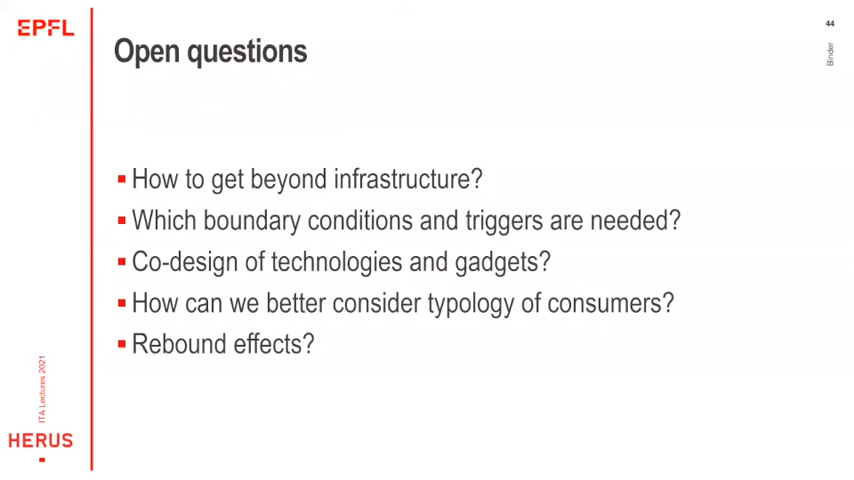 EPFL
44
Binder
Open questions
How to get beyond infrastructure?
Which boundary conditions and triggers are needed?
Co-design of technologies and gadgets?
How can we better consider typology of consumers?
Rebound effects?
ITA Lectures 2021
HERUS